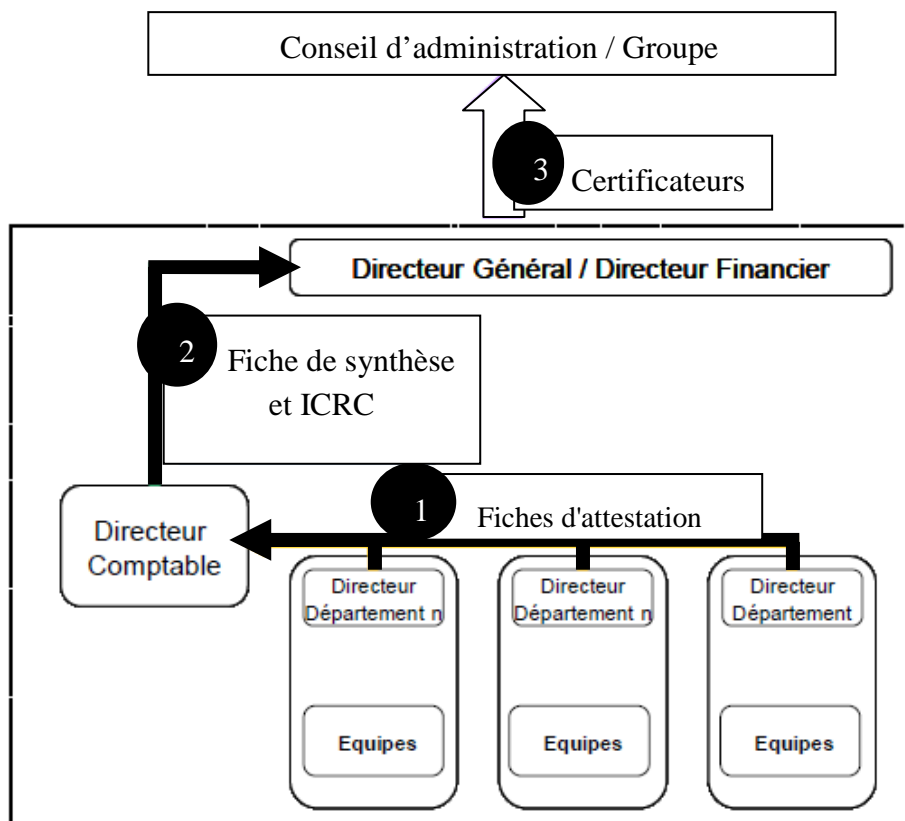 Conseil d’administration / Groupe
3
Certificateurs
Directeur Général / Directeur Financier
2
Fiche de synthèse
et ICRC
1
Fiches d'attestation
Directeur
Comptable
Directeur
Département n
Directeur
Département n
Directeur
Département
Equipes
Equipes
Equipes